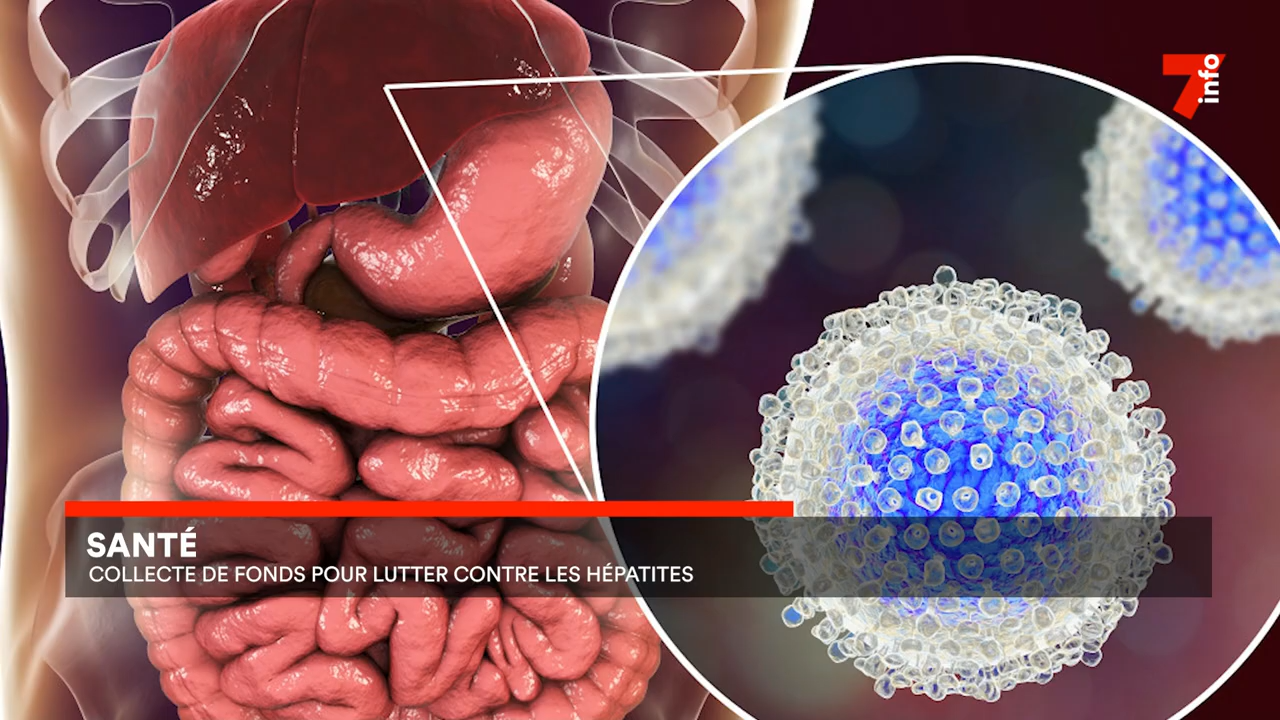 7info
SANTÉ
COLLECTE DE FONDS POUR LUTTER CONTRE LES HÉPATITES